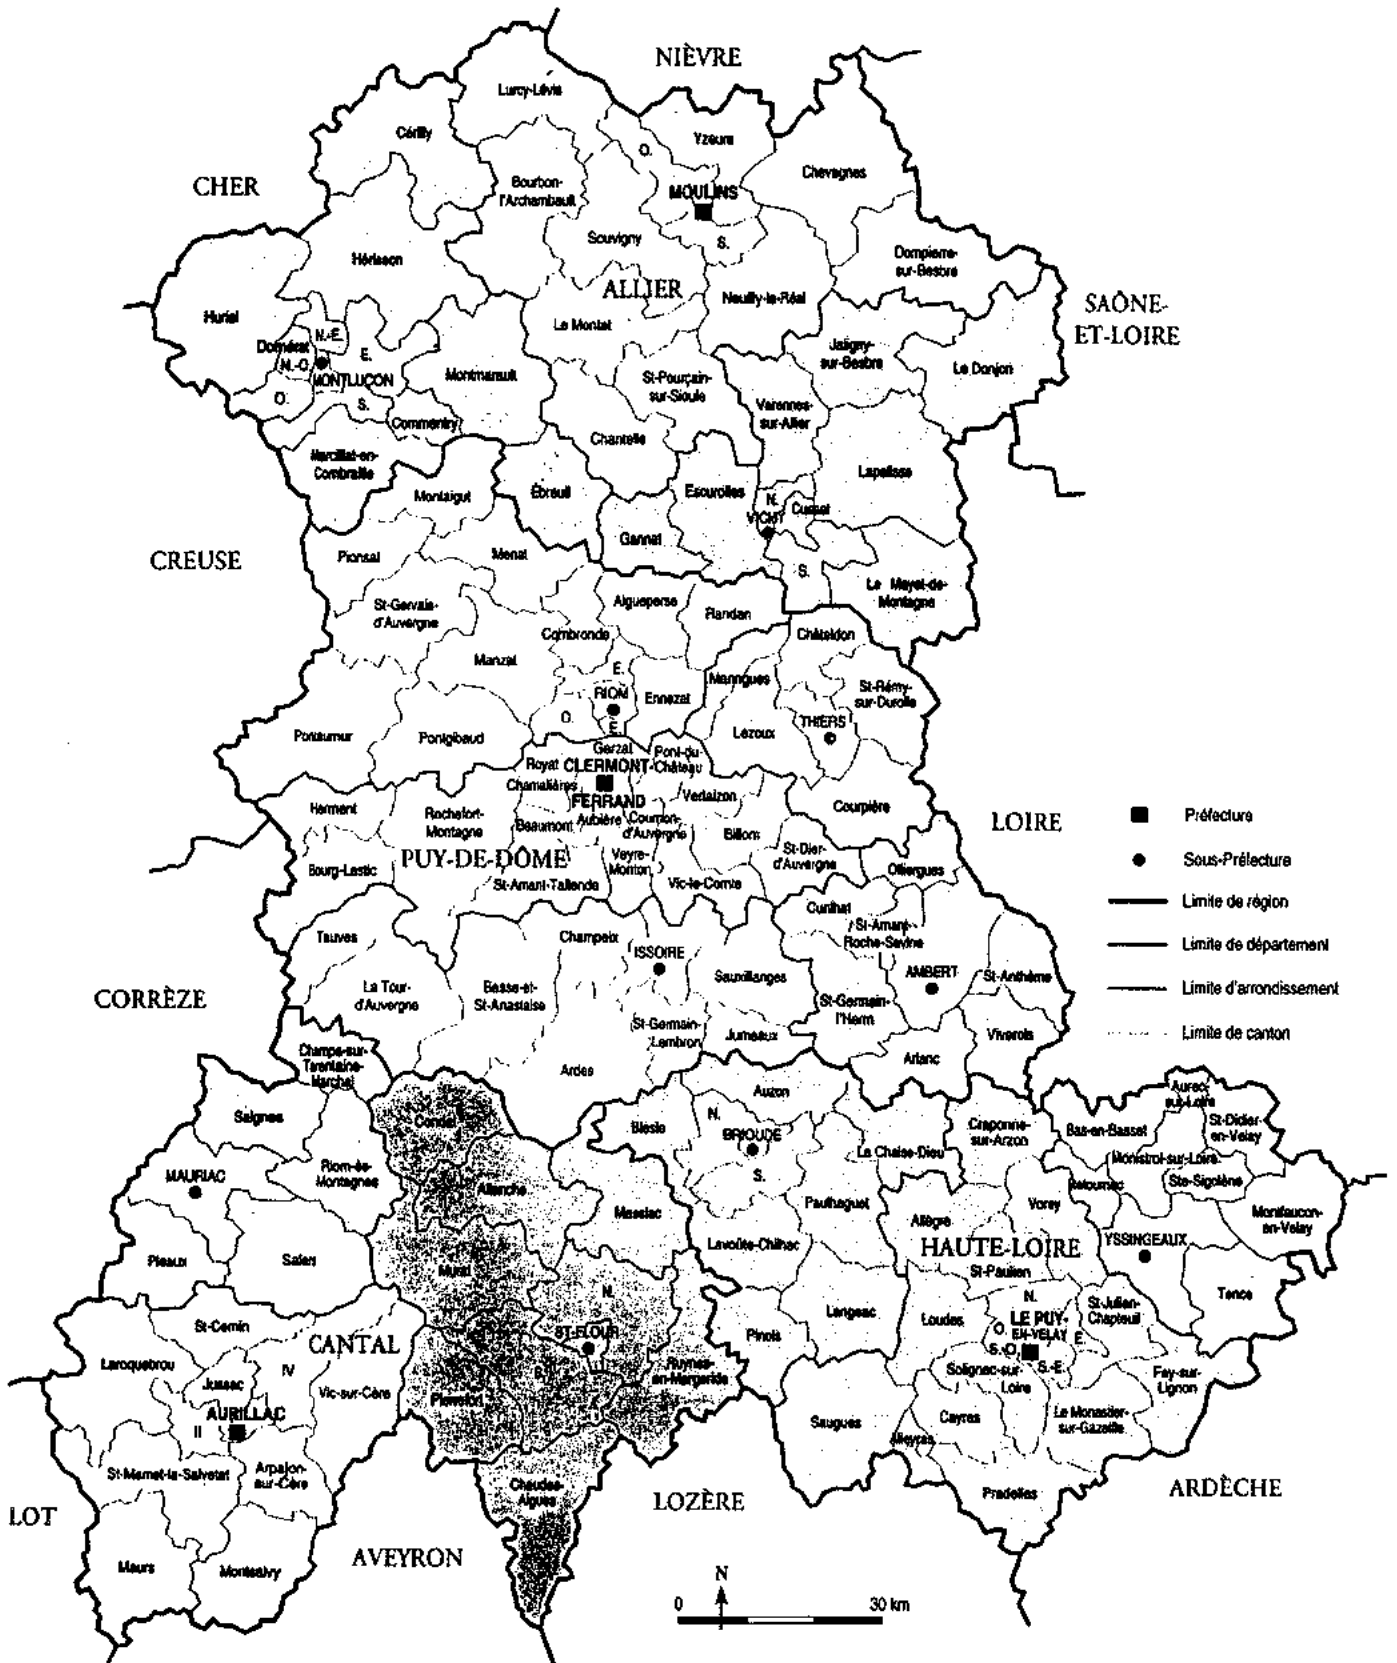 NIÈVRE
Lurcy-Lévis
Cérilly
Yzeure
O.
Chevagnes
CHER
Bourbon-
l'Archambault
MOULINS
Souvigny
S.
Hérisson
Dompierre-
sur-Besbre
ALLIER
Neuilly-le-Réal
SAÔNE-
ET-LOIRE
Huriel
Le Montet
N.-E.
Domérat
E.
N.-O.
MONTLUÇON
Jaligny-
sur-Besbre
Le Donjon
Montmarault
St-Pourçain-
sur-Sioule
O.
S.
Commentry
Varennes-
sur-Allier
Chantelle
Marcillat-en-
Combraille
Lapalisse
Montaigut
Ébreuil
Escurolles
N.
Cusset
VICHY
Gannat
CREUSE
Pionsat
Menat
S.
Le Mayet-de-
Montagne
St-Gervais-
d'Auvergne
Aigueperse
Randan
Combronde
Châteldon
Manzat
E.
Maringues
RIOM
Ennezat
St-Rémy-
sur-Durolle
O.
E.
Lezoux
THIERS
Pontaumur
Pontgibaud
Gerzat
Pont-du-
Château
Royat
CLERMONT-
Chamalières
FERRAND
Vertaizon
Herment
Rochefort-
Montagne
Courpière
LOIRE
Préfecture
Beaumont
Aubière
Cournon-
d'Auvergne
Billom
PUY-DE-DÔME
Veyre-
Monton
St-Dier-
d'Auvergne
Sous-Préfecture
Bourg-Lastic
Olliergues
St-Amant-Tallende
Vic-le-Comte
Limite de région
Cunlhat
St-Amant-
Roche-Savine
Tauves
Champeix
ISSOIRE
Limite de département
Sauxillanges
AMBERT
St-Anthème
CORRÈZE
La Tour-
d'Auvergne
Besse-et-
St-Anastaise
Limite d'arrondissement
St-Germain-
l'Herm
St-Germain-
Lembron
Jumeaux
Viverols
Limite de canton
Champs-sur-
Tarentaine-
Marchal
Ardes
Arlanc
Saignes
Condat
Auzon
Aurec-
sur-Loire
N.
Blesle
BRIOUDE
Craponne-
sur-Arzon
Bas-en-Basset
St-Didier-
en-Velay
La Chaise-Dieu
Monistrol-sur-Loire
MAURIAC
Riom-ès-
Montagnes
Allanche
S.
Retournac
Ste-Sigolène
Massiac
Paulhaguet
Allègre
Vorey
Montfaucon-
en-Velay
Lavoûte-Chilhac
HAUTE-LOIRE
YSSINGEAUX
Pleaux
Salers
Murat
St-Paulien
N.
N.
Tence
St-Cernin
CANTAL
Pinols
Langeac
Loudes
LE PUY-
EN-VELAY
St-Julien-
Chapteuil
O.
E.
ST-FLOUR
S.-O.
S.-E.
Laroquebrou
IV
Jussac
Vic-sur-Cère
S.
Ruynes-
en-Margeride
Solignac-sur-
Loire
Fay-sur-
Lignon
Pierrefort
AURILLAC
II
Saugues
Cayres
Le Monastier-
sur-Gazeille
Alleyras
St-Mamet-la-Salvetat
Arpajon-
sur-Cère
Chaudes-
Aigues
LOZÈRE
Pradelles
ARDÈCHE
LOT
Maurs
Montsalvy
AVEYRON
N
0
30 km